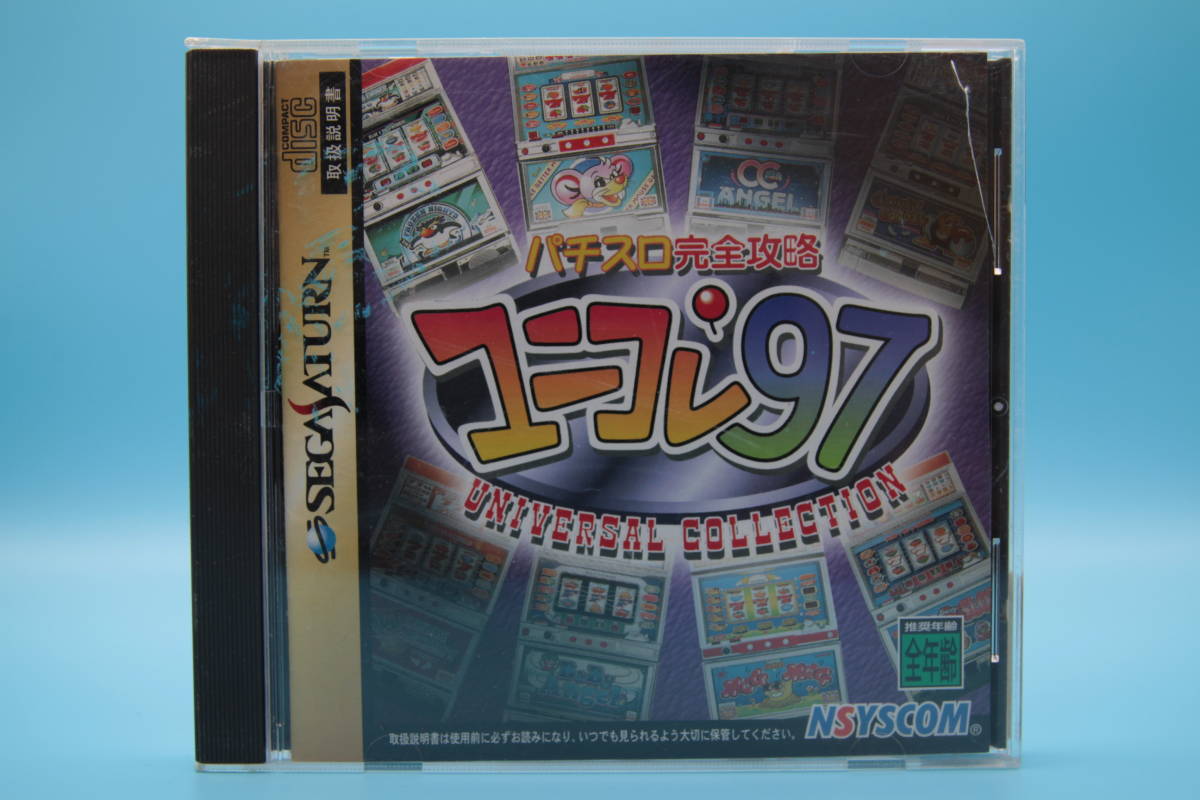 COMPACT
disc
取扱説明書
SEGA SATURN™
CC
ANGEL
パチスロ完全攻略
ユニコレ'97
UNIVERSAL COLLECTION
推奨年齢
全年齢
NSYSCOM®
取扱説明書は使用前に必ずお読みになり、いつでも見られるよう大切に保管してください。